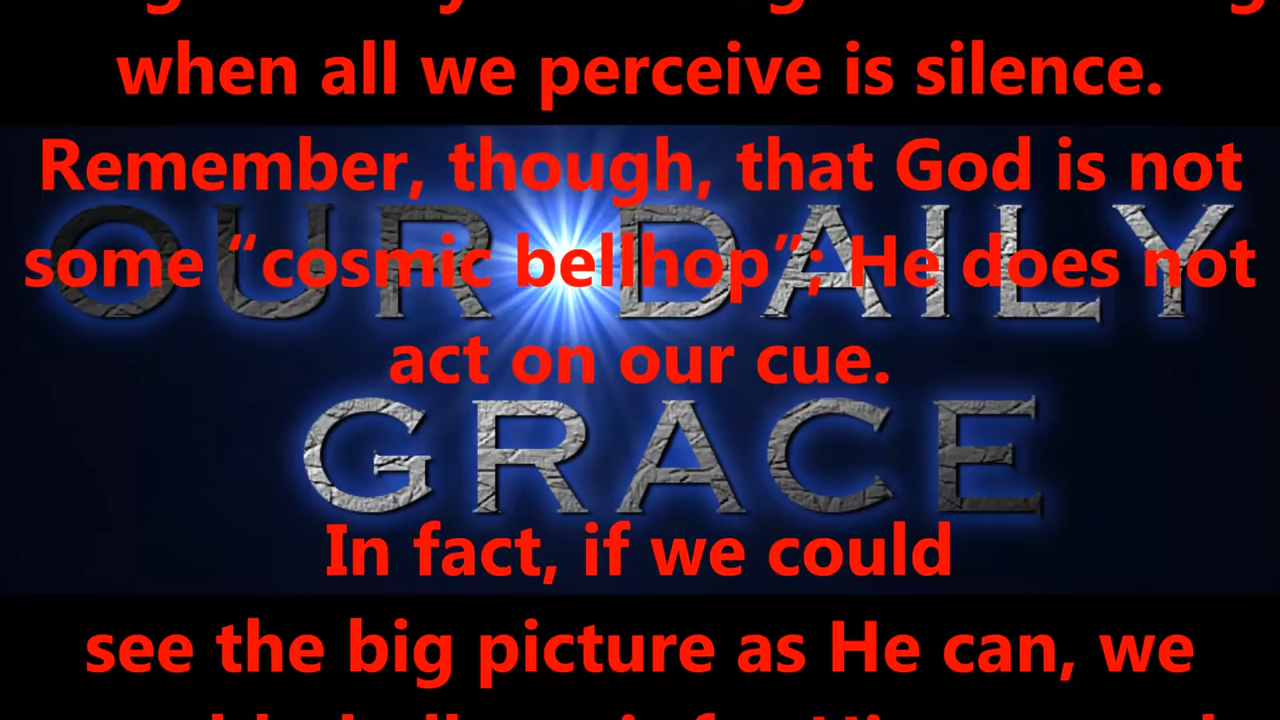 when all we perceive is silence.
Remember, though, that God is not
OUR DAILY
some “cosmic bellhop”; He does not
act on our cue.
GRACE
In fact, if we could
see the big picture as He can, we